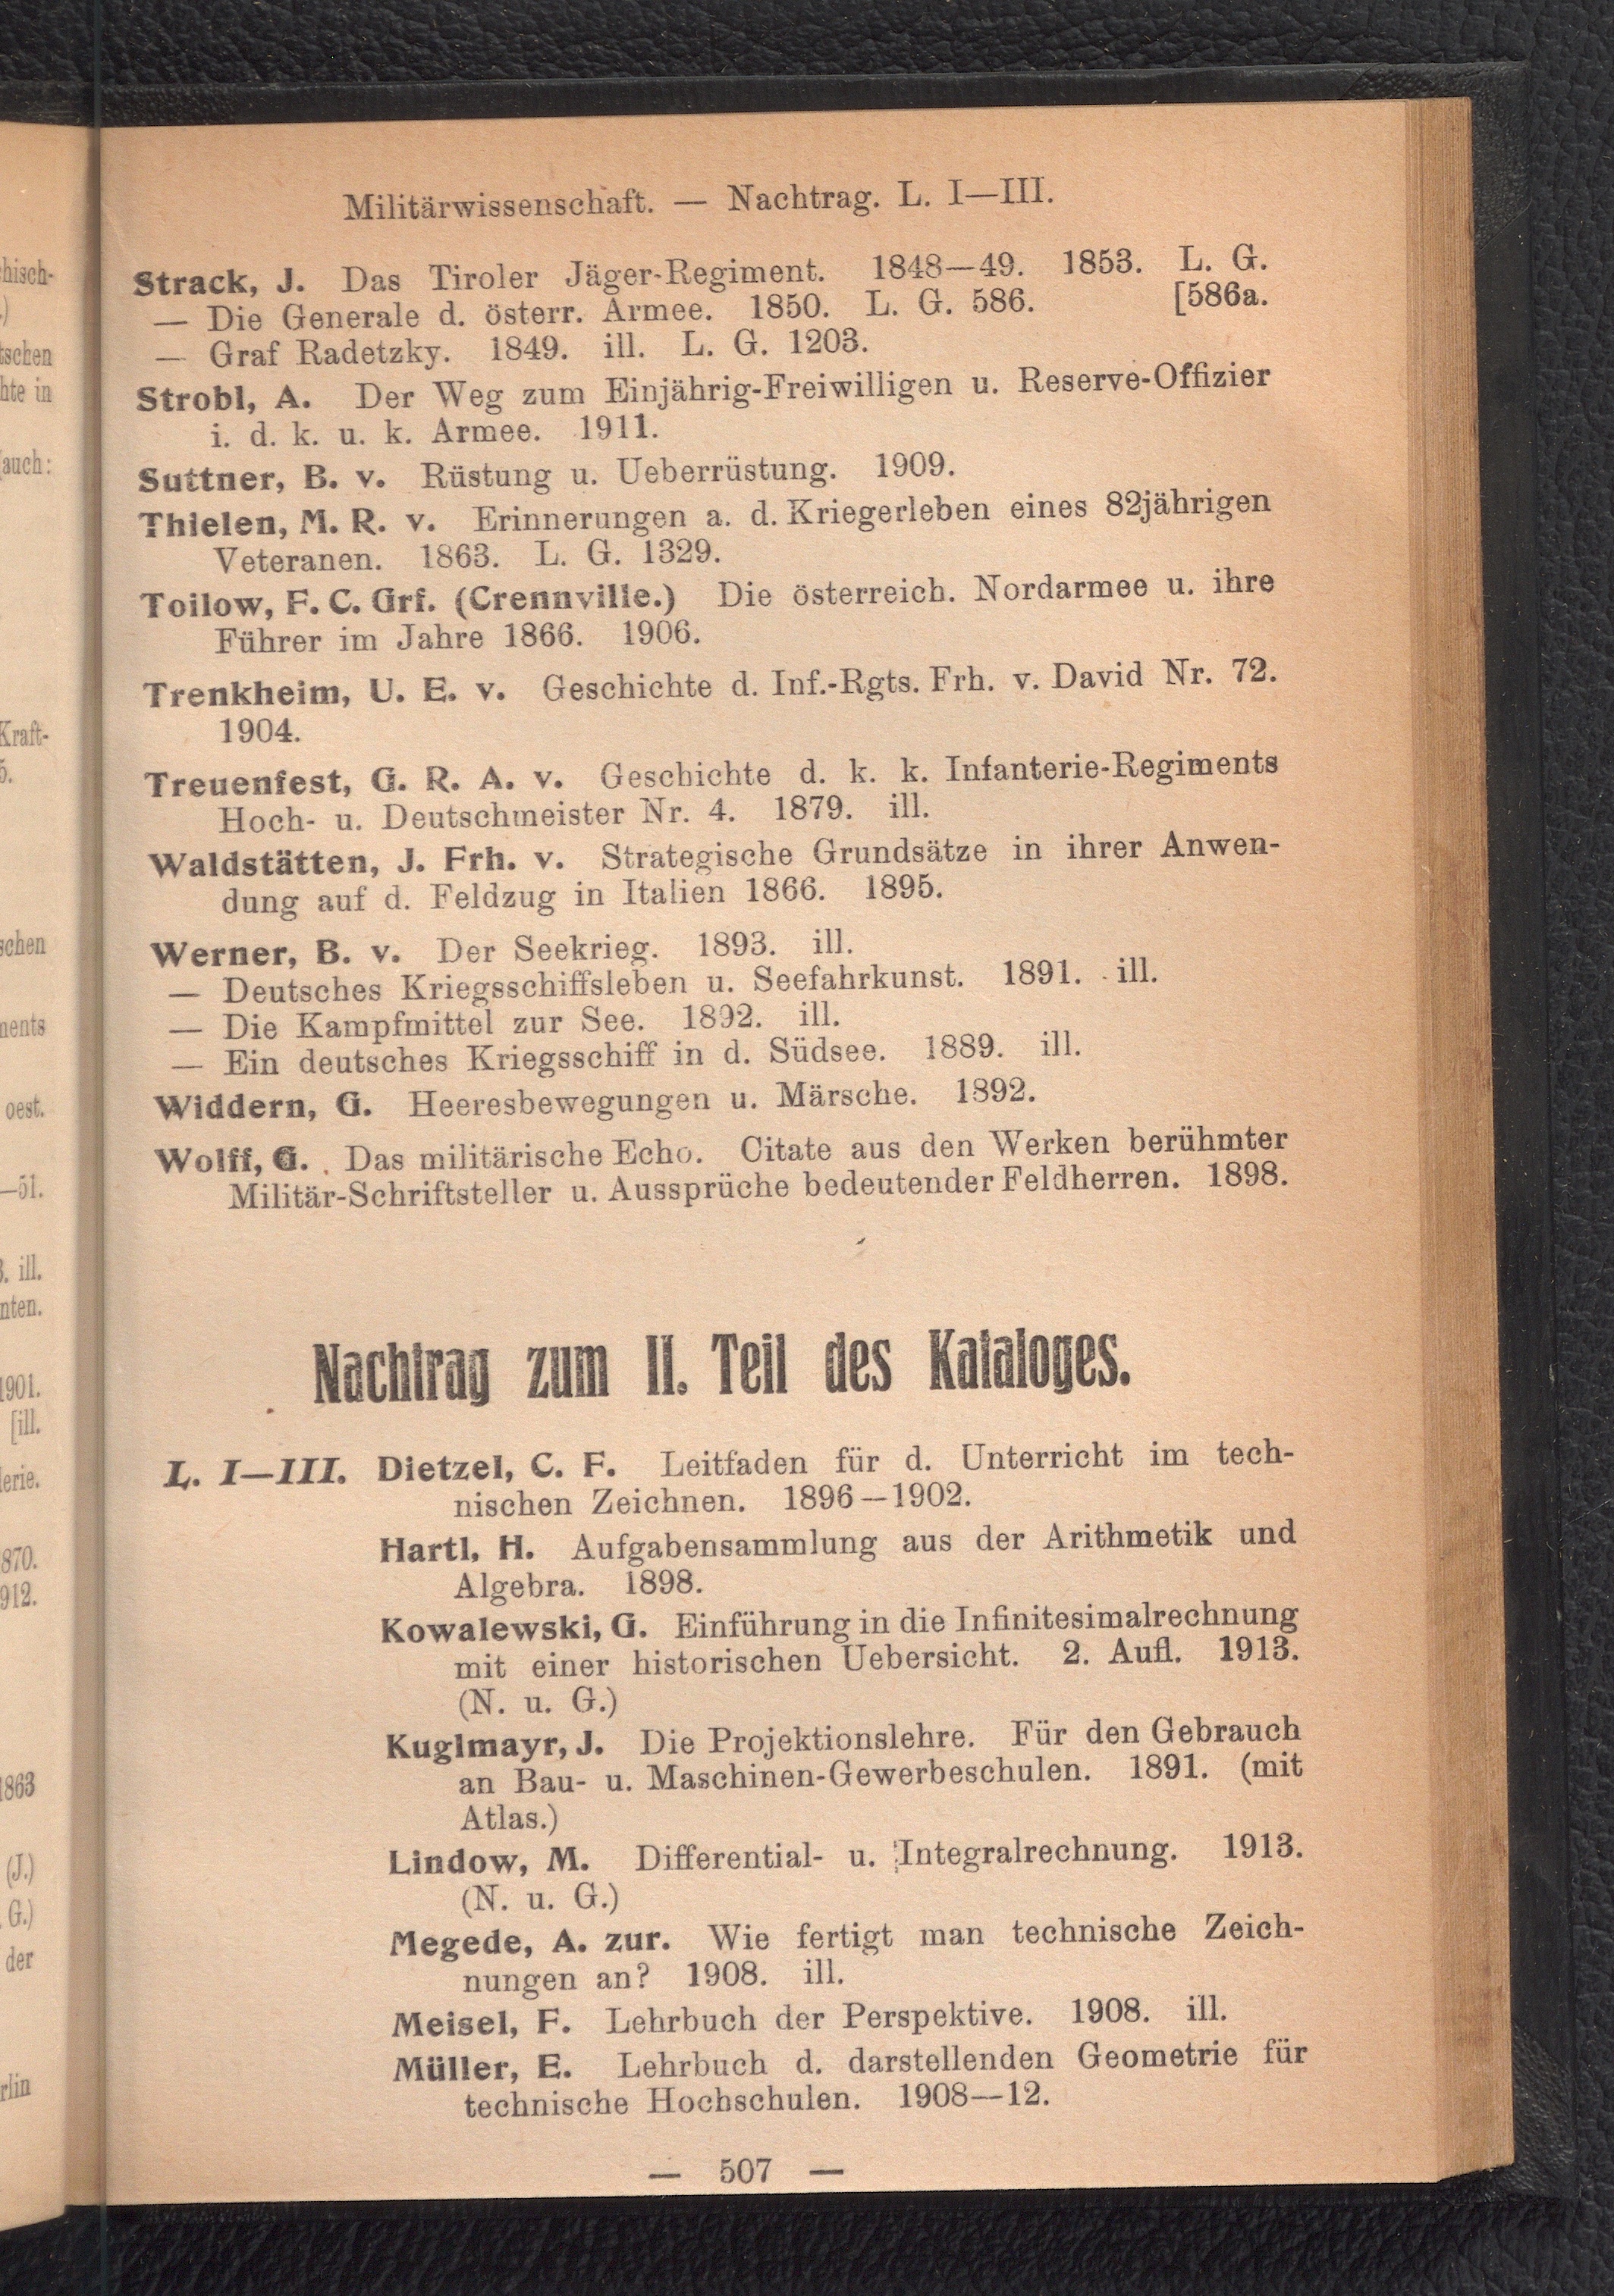 Militärwissenschaft. — Nachtrag. L. I—III.
Strack, J. Das Tiroler Jäger-Regiment. 1848—49. 1853. L. G.
— Die Generale d. österr. Armee. 1850. L. G. 586. [586a.
— Graf Radetzky. 1849. ill. L. G. 1203.
Strobl, A. Der Weg zum Einjährig-Freiwilligen u. Reserve-Offizier
i. d. k. u. k. Armee. 1911.
Suttner, B. v. Rüstung u. Ueberrüstung. 1909.
Thielen, M. R. v. Erinnerungen a. d. Kriegerleben eines 82jährigen
Veteranen. 1863. L. G. 1329.
Toilow, F. C. Grf. (Crennville.) Die österreich. Nordarmee u. ihre
Führer im Jahre 1866. 1906.
Trenkheim, U. E. v. Geschichte d. Inf.-Rgts. Frh. v. David Nr. 72.
1904.
Treuenfest, G. R. A. v. Geschichte d. k. k. Infanterie-Regiments
Hoch- u. Deutschmeister Nr. 4. 1879. ill.
Waldstätten, J. Frh. v. Strategische Grundsätze in ihrer Anwen-
dung auf d. Feldzug in Italien 1866. 1895.
Werner, B. v. Der Seekrieg. 1893. ill.
— Deutsches Kriegsschiffsleben u. Seefahrkunst. 1891. ill.
— Die Kampfmittel zur See. 1892. ill.
— Ein deutsches Kriegsschiff in d. Südsee. 1889. ill.
Widdern, G. Heeresbewegungen u. Märsche. 1892.
Wolff, G. Das militärische Echo. Citate aus den Werken berühmter
Militär-Schriftsteller u. Aussprüche bedeutender Feldherren. 1898.
Nachtrag zum II. Teil des Kataloges.
L. I—III. Dietzel, C. F. Leitfaden für d. Unterricht im tech-
nischen Zeichnen. 1896—1902.
Hartl, H. Aufgabensammlung aus der Arithmetik und
Algebra. 1898.
Kowalewski, G. Einführung in die Infinitesimalrechnung
mit einer historischen Uebersicht. 2. Aufl. 1913.
(N. u. G.)
Kuglmayr, J. Die Projektionslehre. Für den Gebrauch
an Bau- u. Maschinen-Gewerbeschulen. 1891. (mit
Atlas.)
Lindow, M. Differential- u. Integralrechnung. 1913.
(N. u. G.)
Megede, A. zur. Wie fertigt man technische Zeich-
nungen an? 1908. ill.
Meisel, F. Lehrbuch der Perspektive. 1908. ill.
Müller, E. Lehrbuch d. darstellenden Geometrie für
technische Hochschulen. 1908—12.
— 507 —